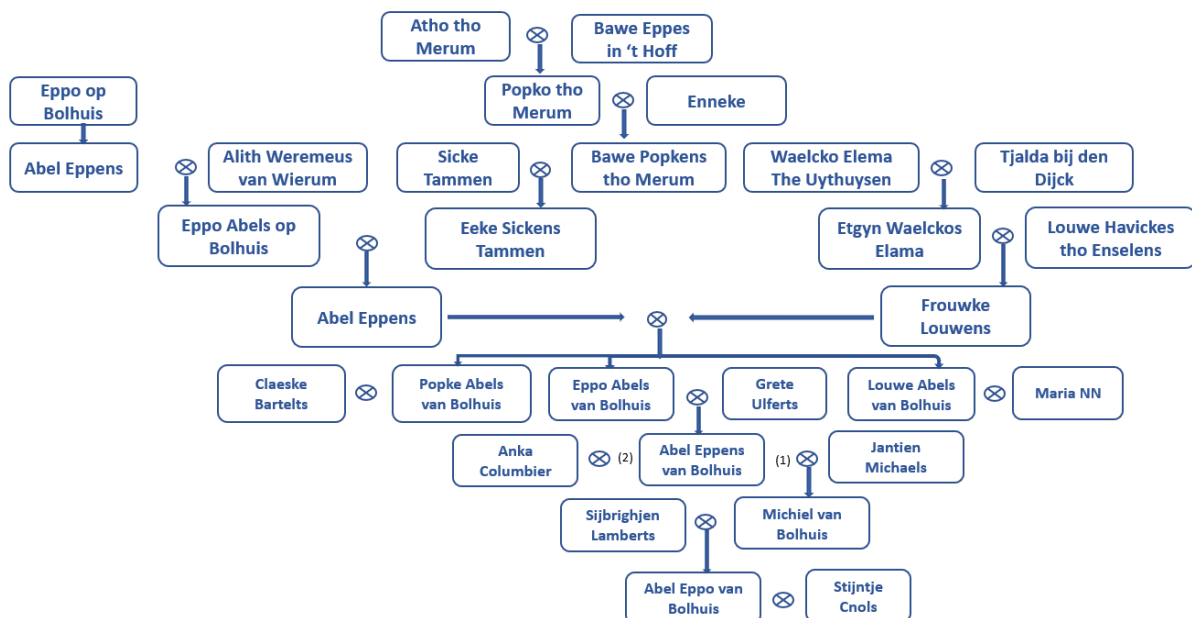 Atho tho
Merum
Bawe Eppes
in ‘t Hoff
Eppo op
Bolhuis
Popko tho
Merum
Enneke
Abel Eppens
Alith Weremeus
van Wierum
Sicke
Tammen
Bawe Popkens
tho Merum
Waelcko Elema
The Uythuysen
Tjalda bij den
Dijck
Eppo Abels op
Bolhuis
Eeke Sickens
Tammen
Etgyn Waelckos
Elama
Louwe Havickes
tho Enselens
Abel Eppens
Frouwke
Louwens
Claeske
Bartelts
Popke Abels
van Bolhuis
Eppo Abels
van Bolhuis
Grete
Ulferts
Louwe Abels
van Bolhuis
Maria NN
Anka
Columbier
(2)
Abel Eppens
van Bolhuis
(1)
Jantien
Michaels
Sijbrighjen
Lamberts
Michiel van
Bolhuis
Abel Eppo van
Bolhuis
Stijntje
Cnols